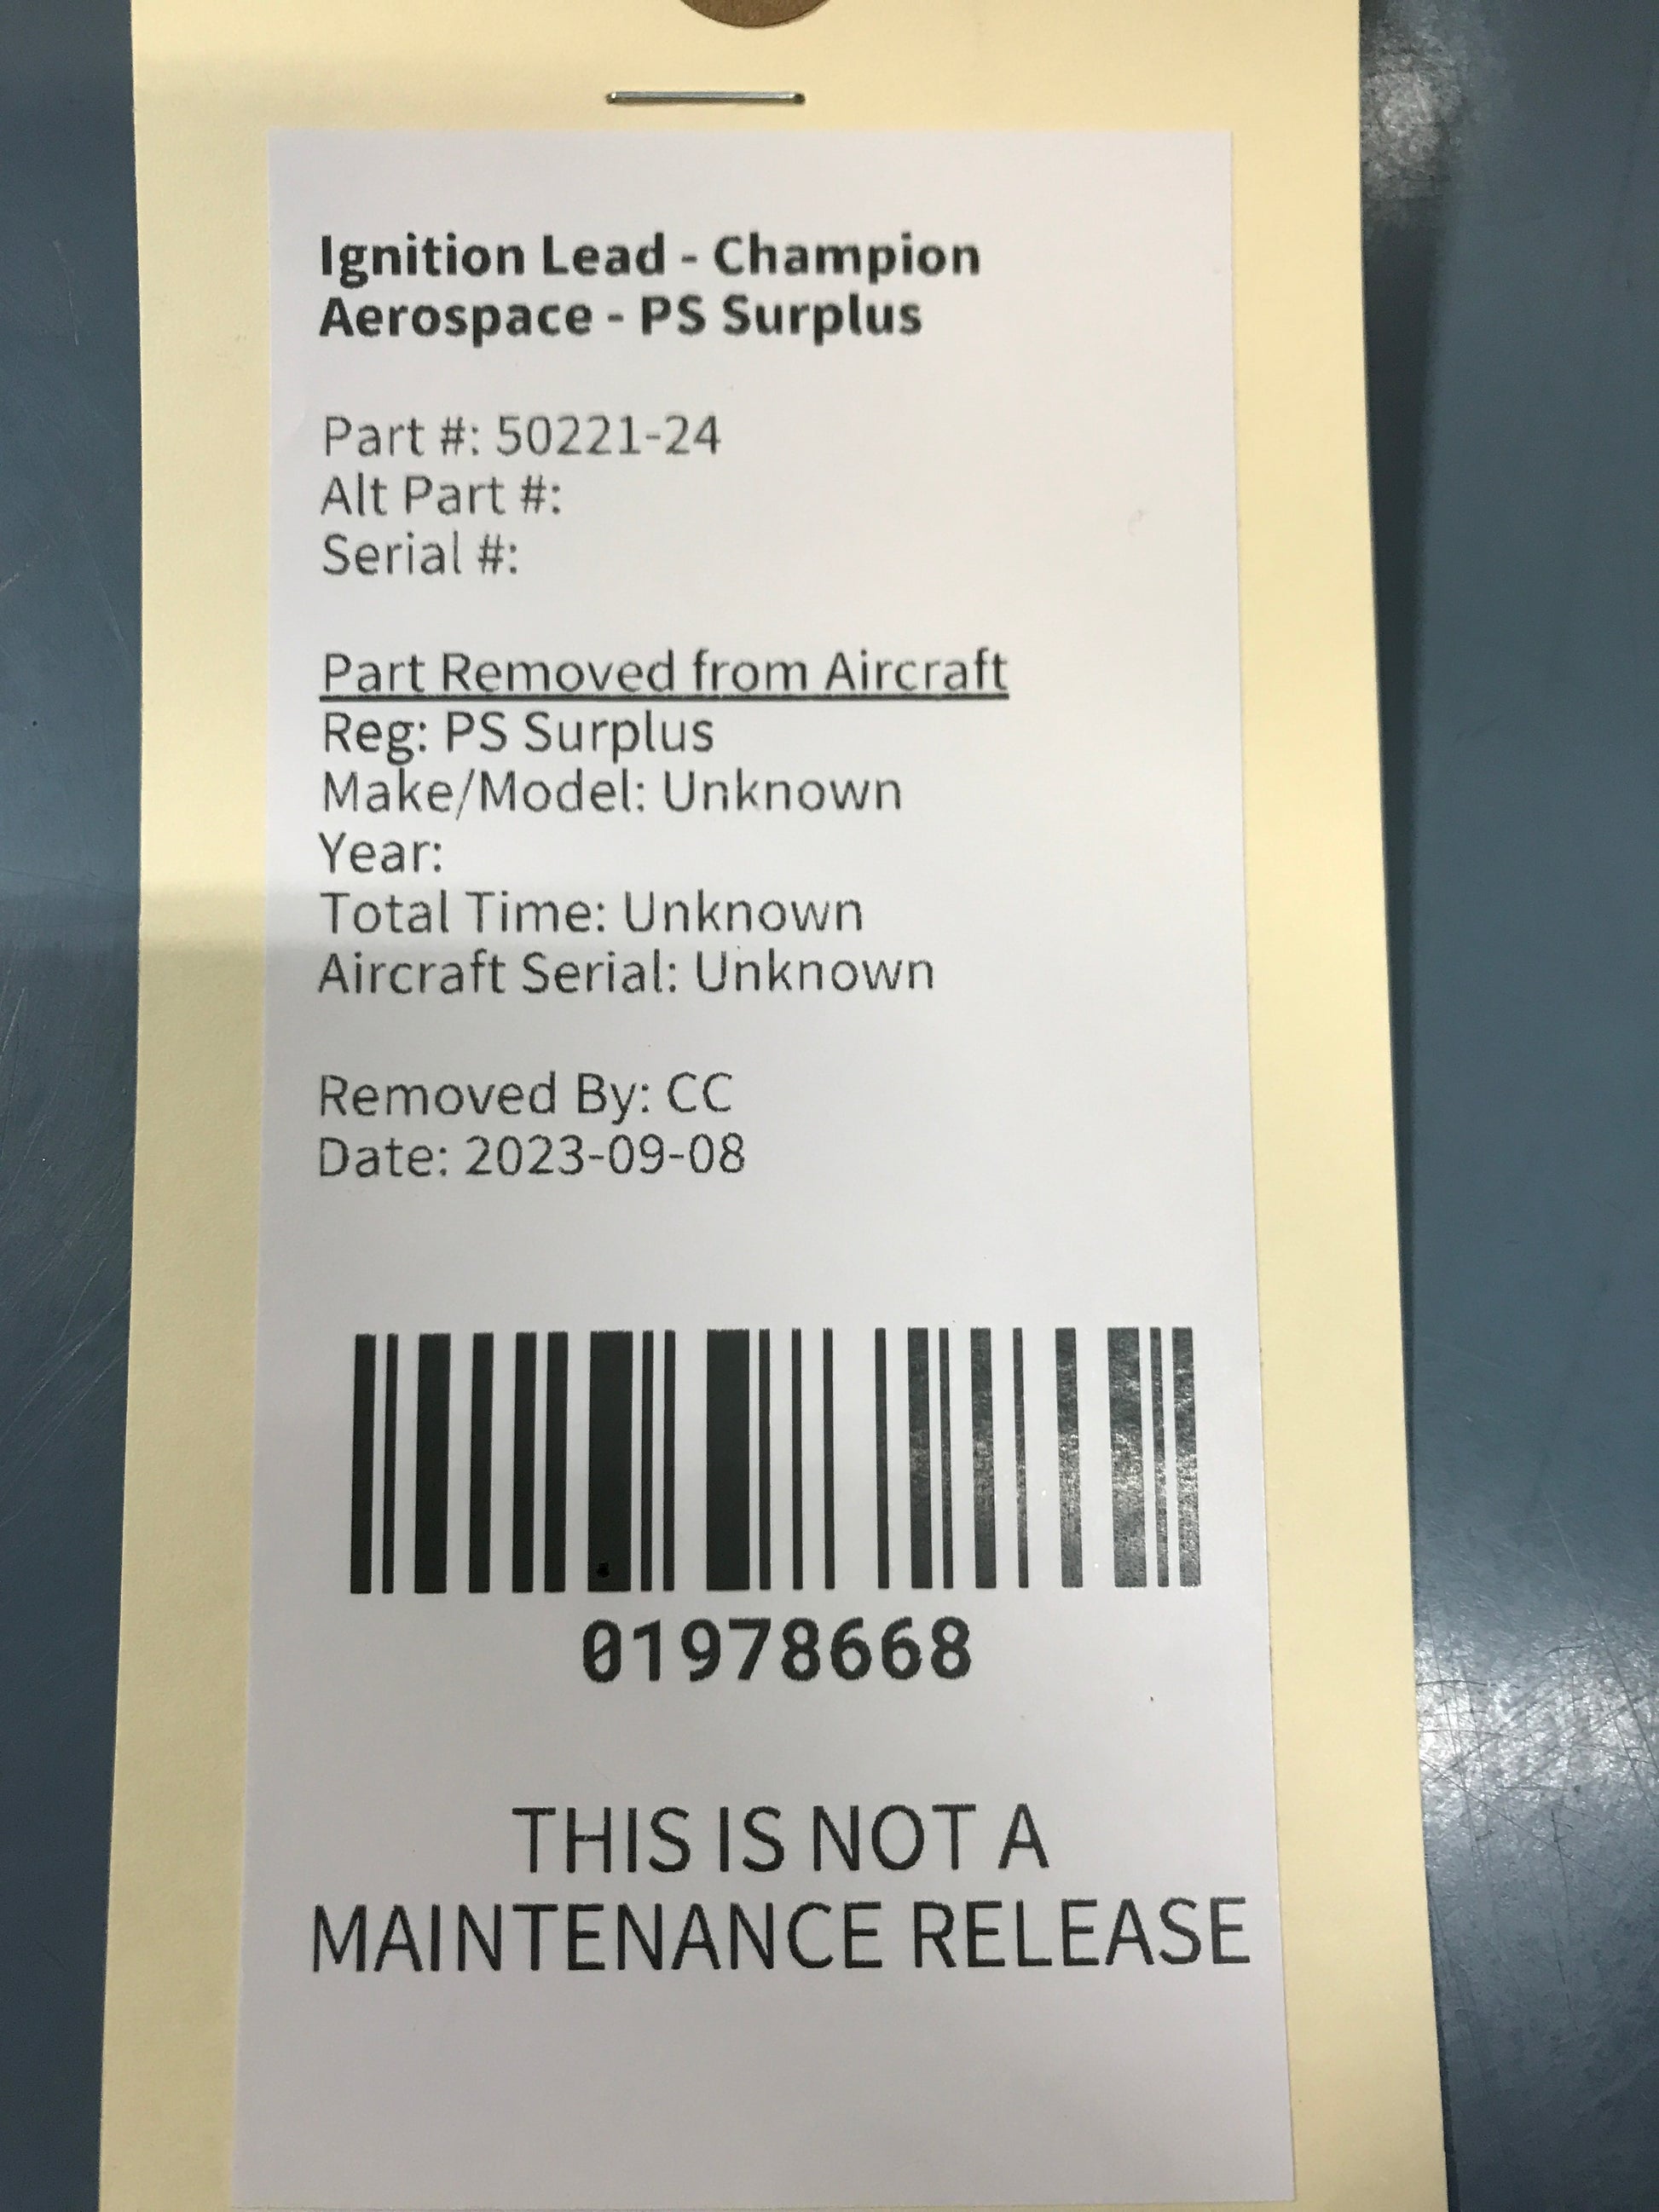 Ignition Lead - Champion
Aerospace - PS Surplus
Part #: 50221-24
Alt Part #:
Serial #:
Part Removed from Aircraft
Reg: PS Surplus
Make/Model: Unknown
Year:
Total Time: Unknown
Aircraft Serial: Unknown
Removed By: CC
Date: 2023-09-08
01978668
THIS IS NOT A
MAINTENANCE RELEASE